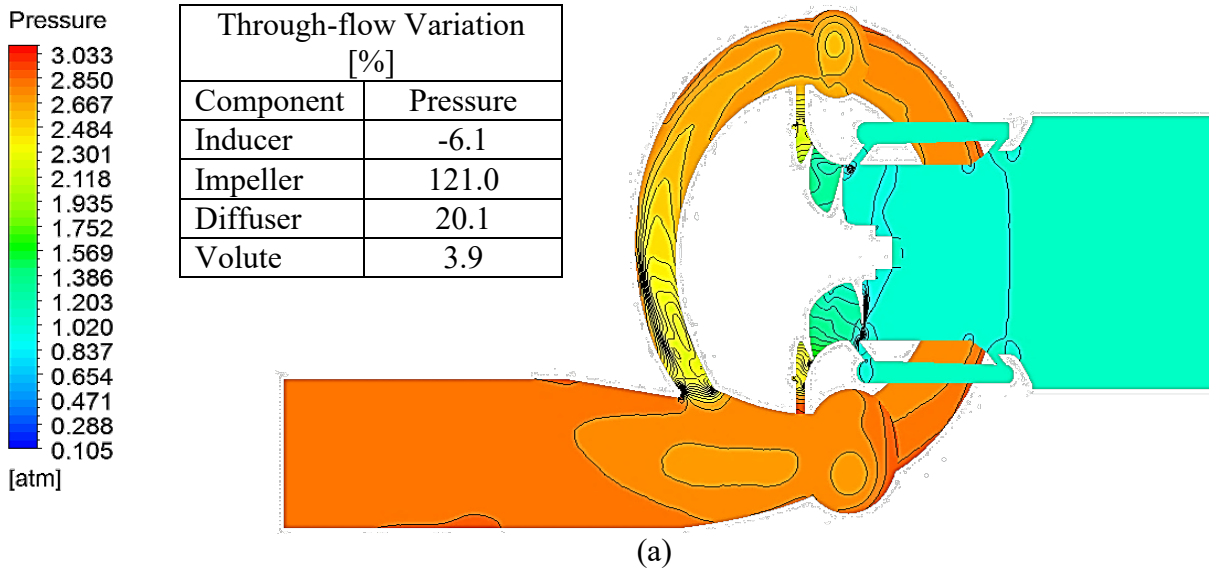 Pressure
3.033
2.850
2.667
2.484
2.301
2.118
1.935
1.752
1.569
1.386
1.203
1.020
0.837
0.654
0.471
0.288
0.105
[atm]
Through-flow Variation
[%]
Component Pressure
Inducer -6.1
Impeller 121.0
Diffuser 20.1
Volute 3.9
(a)